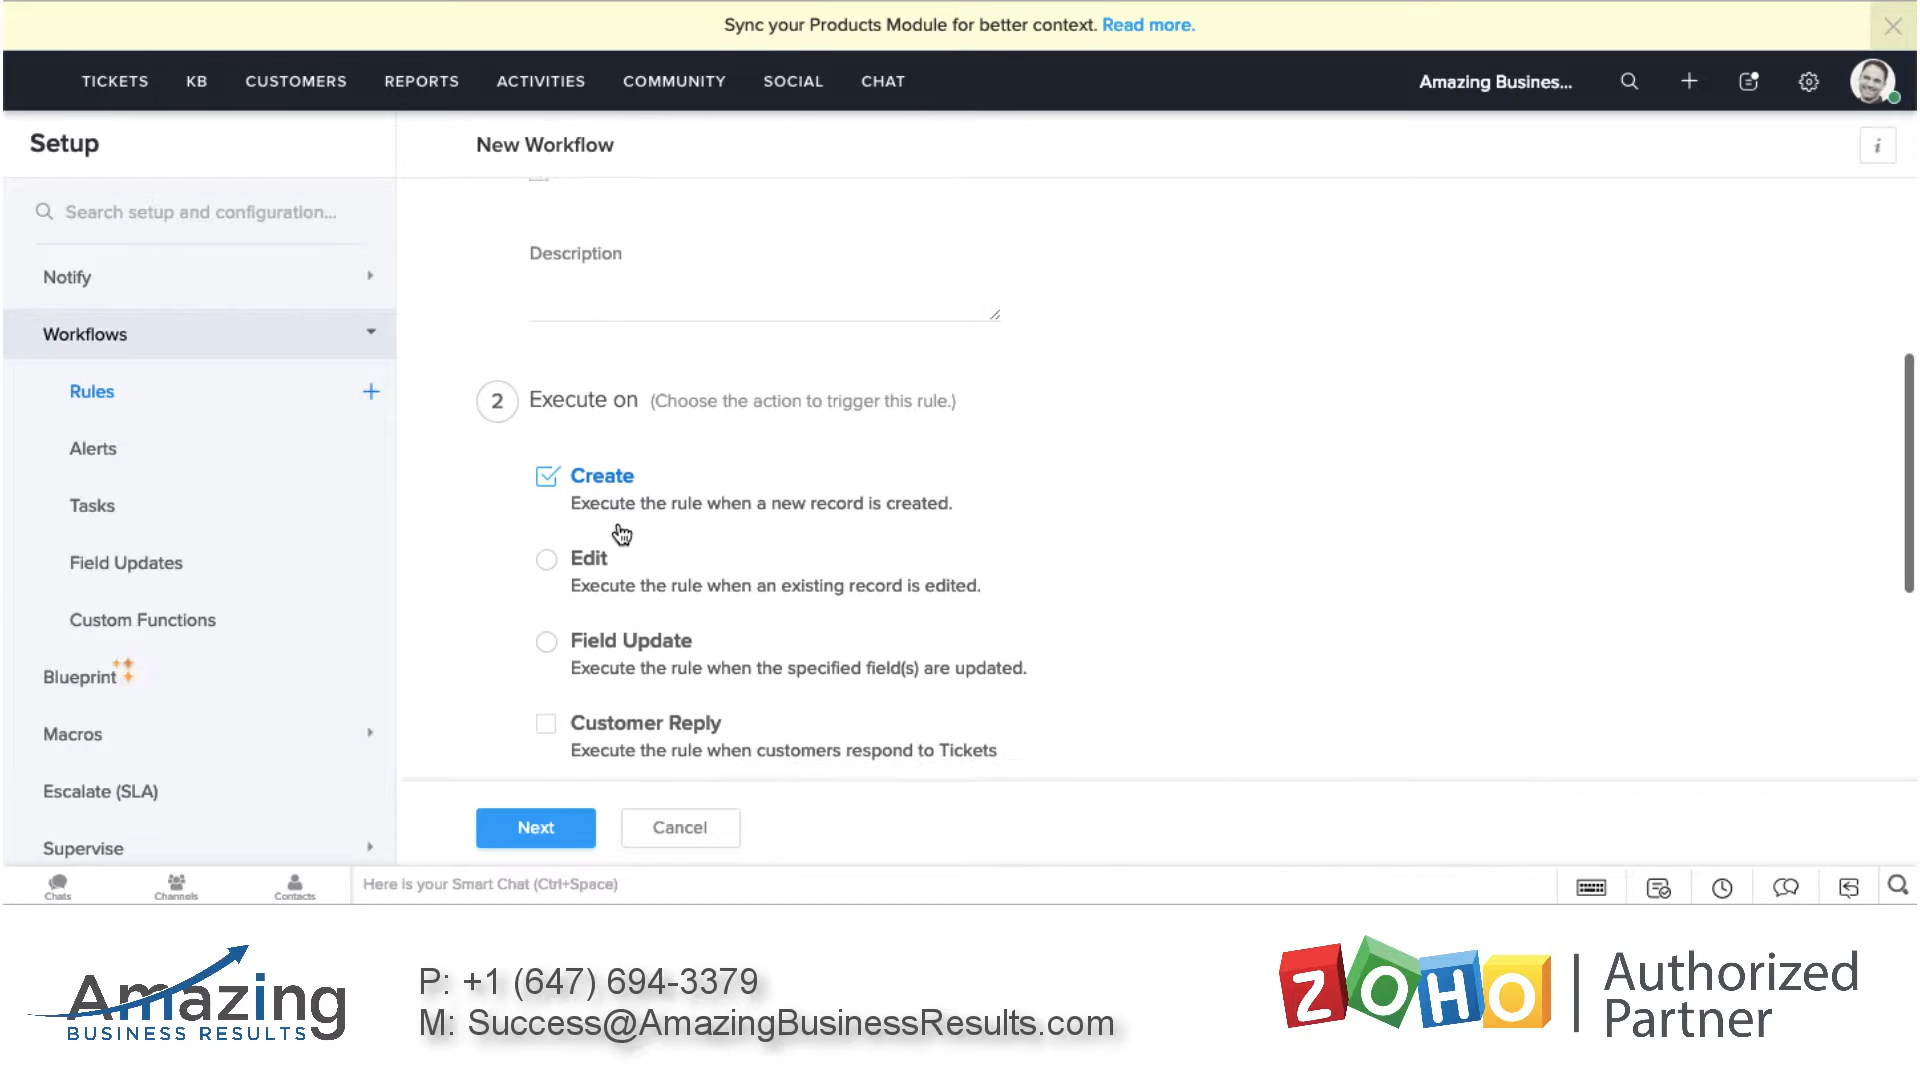 Sync your Products Module for better context. Read more.
TICKETS KB CUSTOMERS REPORTS ACTIVITIES COMMUNITY SOCIAL CHAT Amazing Busines...
Setup
New Workflow
i
Search setup and configuration...
Notify
Workflows
Rules
Alerts
Tasks
Field Updates
Custom Functions
Blueprint
Macros
Escalate (SLA)
Supervise
Description
2 Execute on (Choose the action to trigger this rule.)
Create
Execute the rule when a new record is created.
Edit
Execute the rule when an existing record is edited.
Field Update
Execute the rule when the specified field(s) are updated.
Customer Reply
Execute the rule when customers respond to Tickets
Next Cancel
Chats Channels Contacts Here is your Smart Chat (Ctrl+Space)
Amazing
BUSINESS RESULTS
P: +1 (647) 694-3379
M: Success@AmazingBusinessResults.com
ZOHO
Authorized
Partner